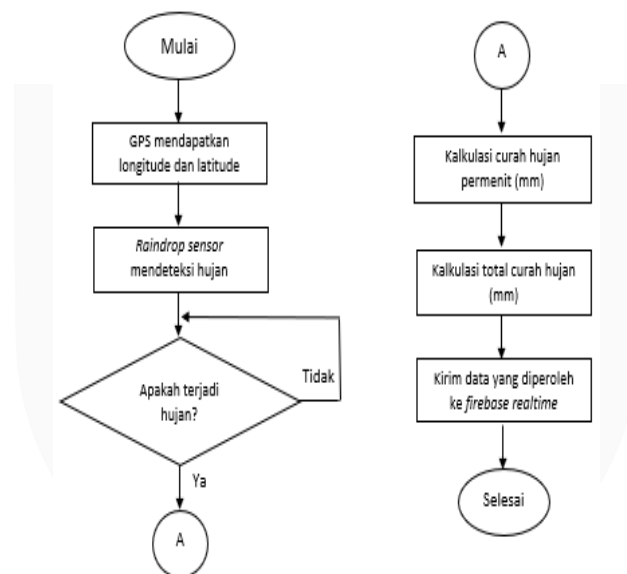 Mulai
GPS mendapatkan
longitude dan latitude
Raindrop sensor
mendeteksi hujan
Apakah terjadi
hujan?
Tidak
Ya
A
A
Kalkulasi curah hujan
permenit (mm)
Kalkulasi total curah hujan
(mm)
Kirim data yang diperoleh
ke firebase realtime
Selesai